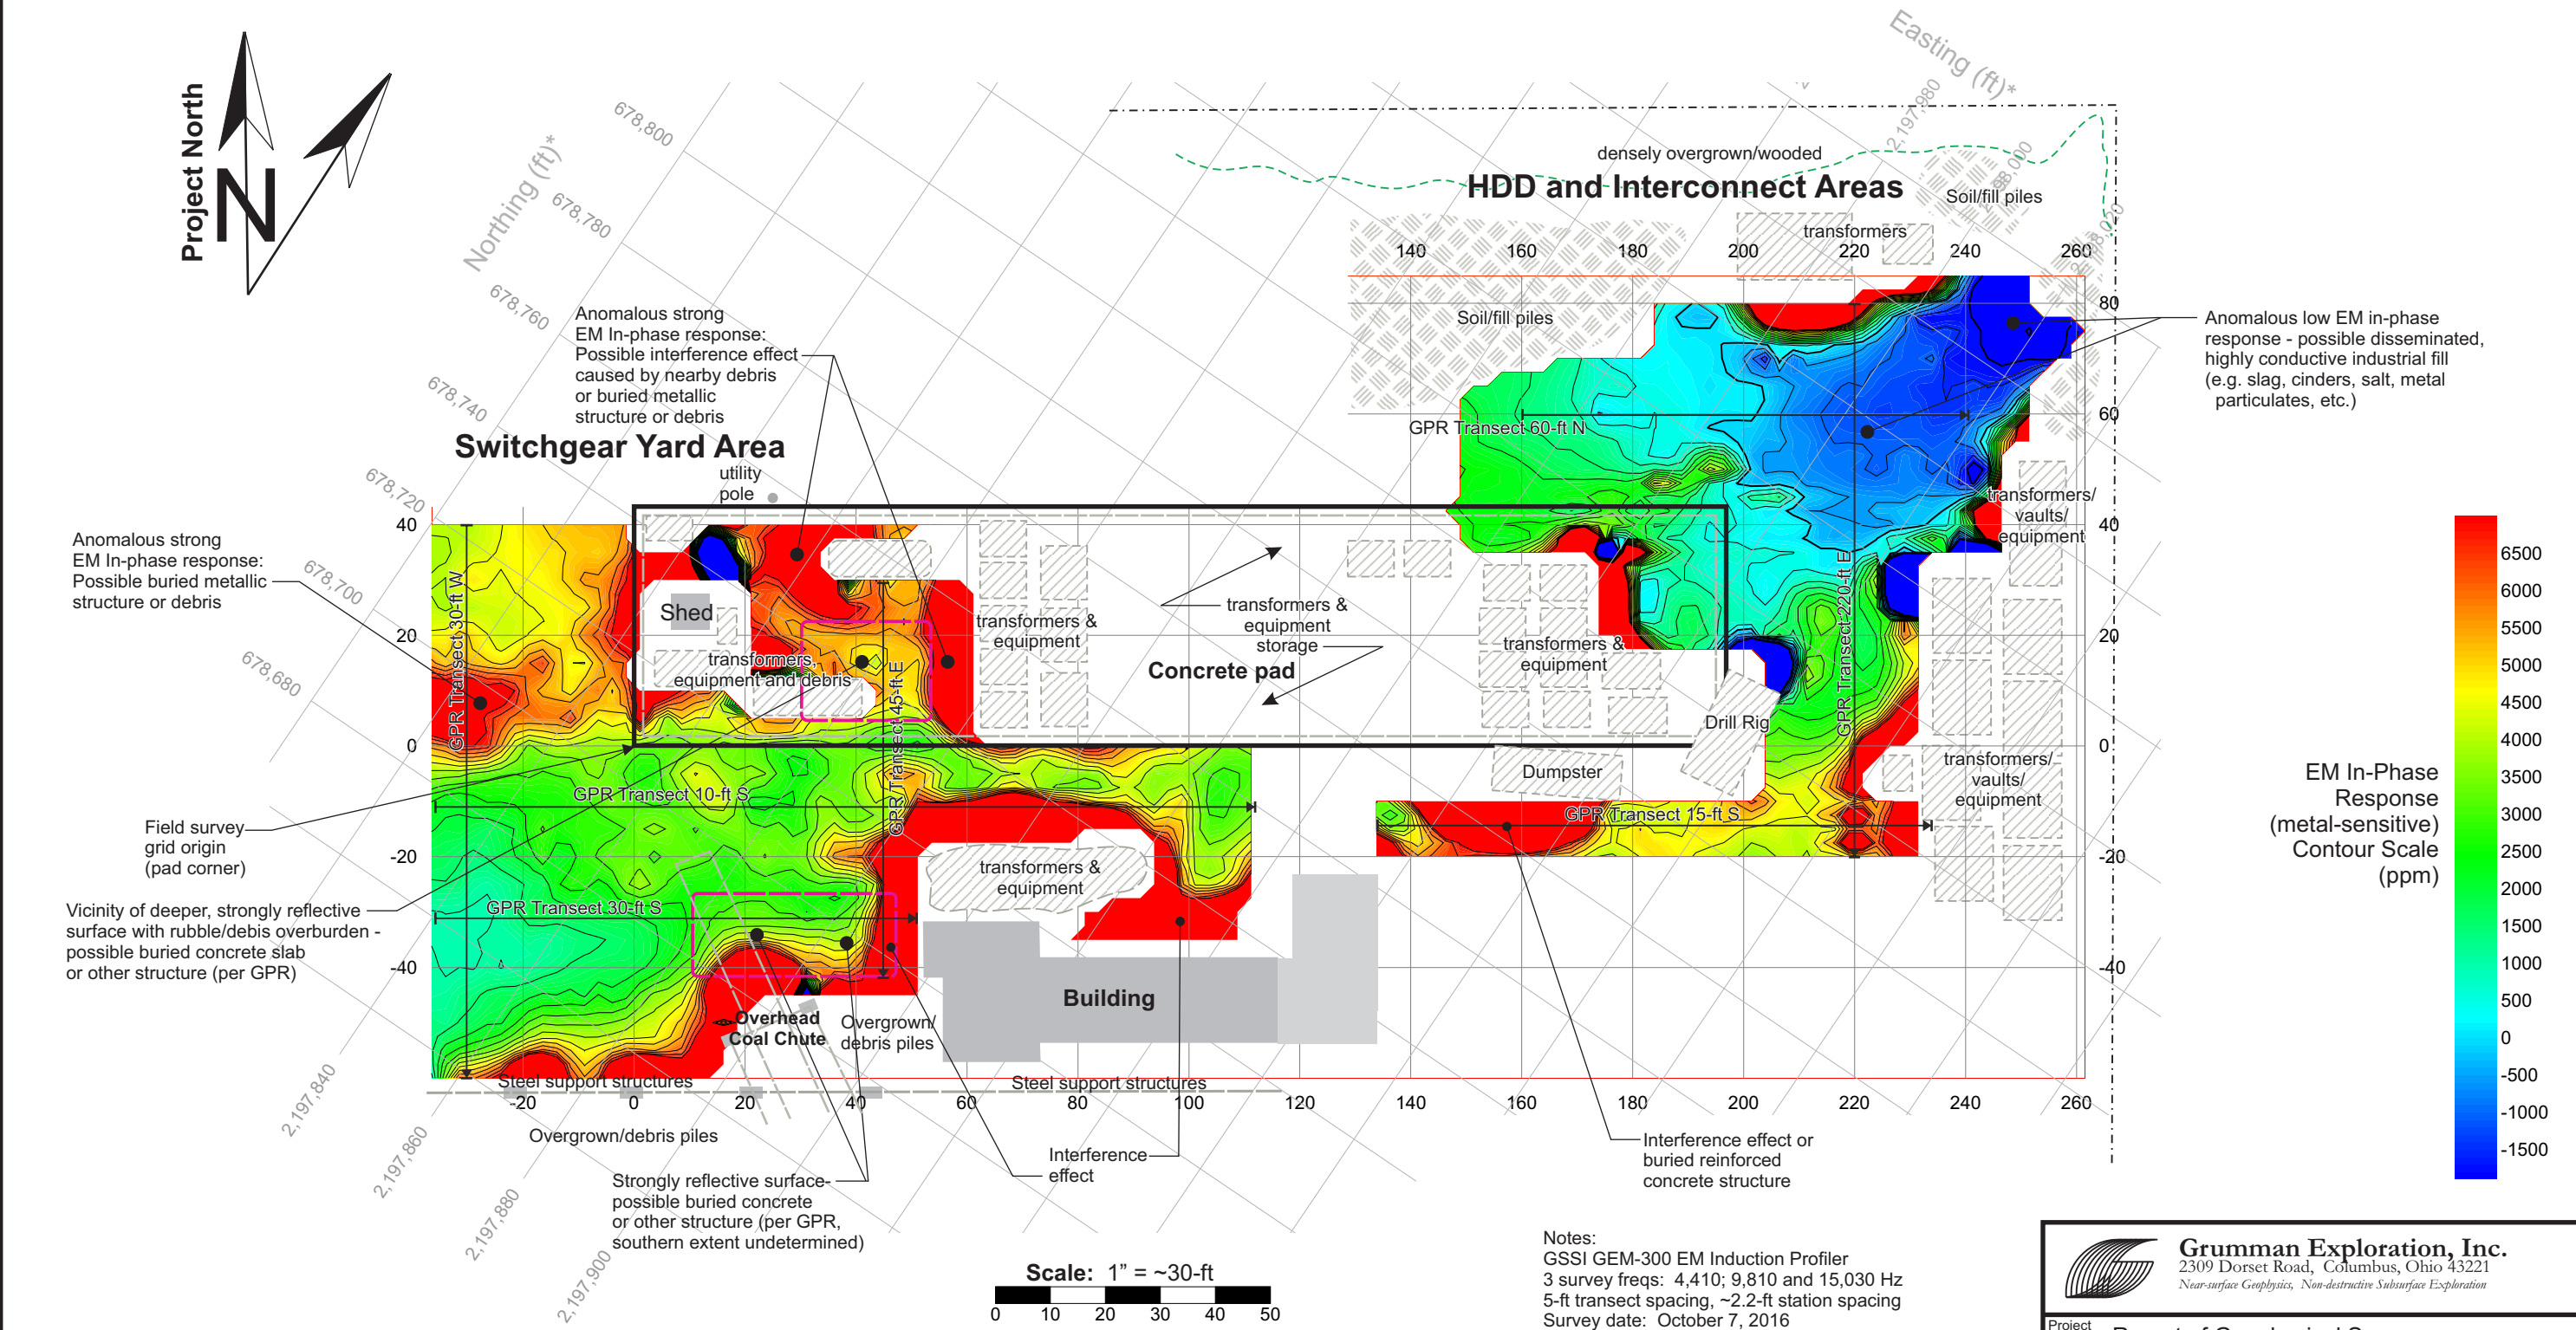 Project North
N
Northing (ft)*
Easting (ft)*
678,800
678,780
678,760
678,740
678,720
678,700
678,680
2,197,840
2,197,860
2,197,880
2,197,900
2,197,980
densely overgrown/wooded
HDD and Interconnect Areas
Soil/fill piles
transformers
140 160 180 200 220 240 260
Soil/fill piles
80
60
40
20
0
-20
-40
Anomalous low EM in-phase
response - possible disseminated,
highly conductive industrial fill
(e.g. slag, cinders, salt, metal
particulates, etc.)
Anomalous strong
EM In-phase response:
Possible interference effect
caused by nearby debris
or buried metallic
structure or debris
Switchgear Yard Area
utility
pole
GPR Transect 60-ft N
Anomalous strong
EM In-phase response:
Possible buried metallic
structure or debris
40
20
0
-20
-40
GPR Transect 30-ft W
Shed
transformers,
equipment and debris
GPR Transect 45-ft E
transformers &
equipment
transformers &
equipment
storage
Concrete pad
transformers &
equipment
GPR Transect 220-ft E
transformers/
vaults/
equipment
Drill Rig
Dumpster
transformers/
vaults/
equipment
GPR Transect 10-ft S
GPR Transect 15-ft S
Field survey
grid origin
(pad corner)
transformers &
equipment
GPR Transect 30-ft S
Vicinity of deeper, strongly reflective
surface with rubble/debis overburden -
possible buried concrete slab
or other structure (per GPR)
Building
Overhead
Coal Chute
Overgrown/
debris piles
Steel support structures
Steel support structures
-20 0 20 40 60 80 100 120 140 160 180 200 220 240 260
Overgrown/debris piles
Interference
effect
Interference effect or
buried reinforced
concrete structure
Strongly reflective surface-
possible buried concrete
or other structure (per GPR,
southern extent undetermined)
EM In-Phase
Response
(metal-sensitive)
Contour Scale
(ppm)
6500
6000
5500
5000
4500
4000
3500
3000
2500
2000
1500
1000
500
0
-500
-1000
-1500
Scale: 1” = ~30-ft
0 10 20 30 40 50
Notes:
GSSI GEM-300 EM Induction Profiler
3 survey freqs: 4,410; 9,810 and 15,030 Hz
5-ft transect spacing, ~2.2-ft station spacing
Survey date: October 7, 2016
Grumman Exploration, Inc.
2309 Dorset Road, Columbus, Ohio 43221
Near-surface Geophysics, Non-destructive Subsurface Exploration
Project